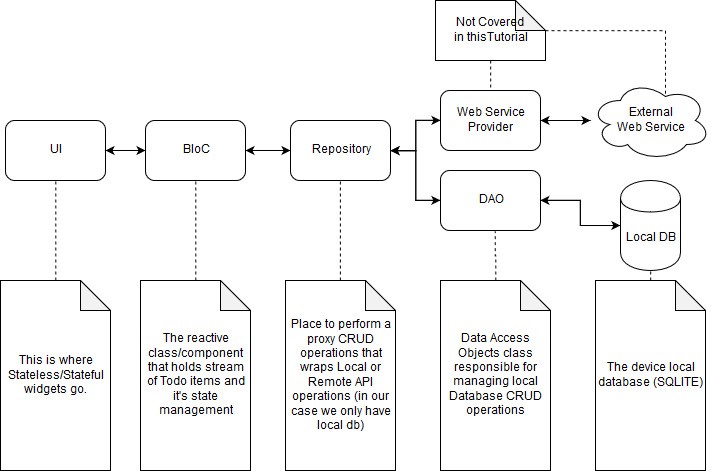 Not Covered
in thisTutorial
Web Service
Provider
External
Web Service
UI
BloC
Repository
DAO
Local DB
This is where
Stateless/Stateful
widgets go.
The reactive
class/component
that holds stream
of Todo items and
it's state
management
Place to perform a
proxy CRUD
operations that
wraps Local or
Remote API
operations (in our
case we only have
local db)
Data Access
Objects class
responsible for
managing local
Database CRUD
operations
The device local
database (SQLITE)